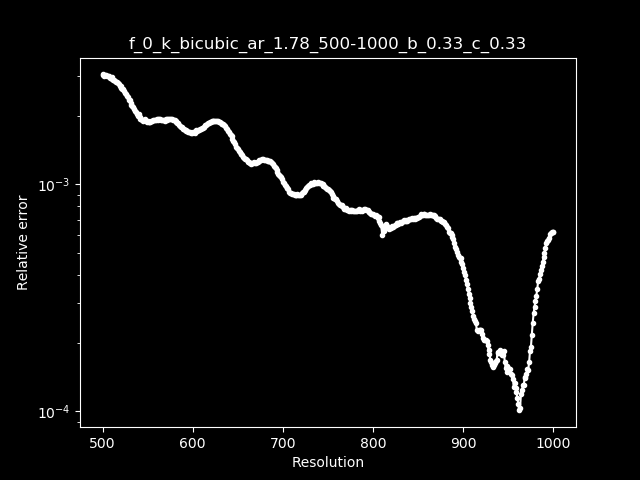 f_0_k_bicubic_ar_1.78_500-1000_b_0.33_c_0.33
10⁻³
10⁻⁴
Relative error
500 600 700 800 900 1000
Resolution